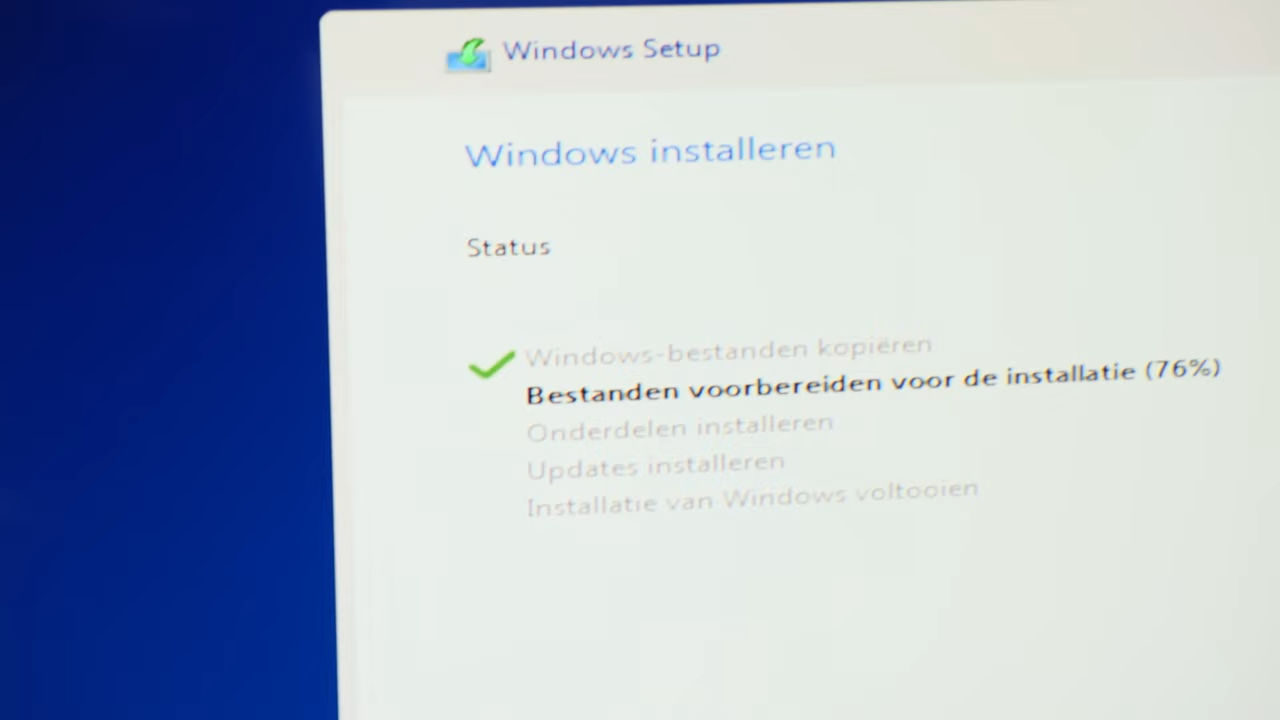 Windows Setup
Windows installeren
Status
Windows-bestanden kopiëren
Bestanden voorbereiden voor de installatie (76%)
Onderdelen installeren
Updates installeren
Installatie van Windows voltooien